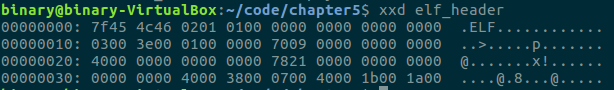 binary@binary-VirtualBox:~/code/chapter5$ xxd elf_header
00000000: 7f45 4c46 0201 0100 0000 0000 0000 0000  .ELF............
00000010: 0300 3e00 0100 0000 7009 0000 0000 0000  ..>.....p.......
00000020: 4000 0000 0000 0000 7821 0000 0000 0000  @.......x!......
00000030: 0000 0000 4000 3800 0700 4000 1b00 1a00  ....@.8...@.....